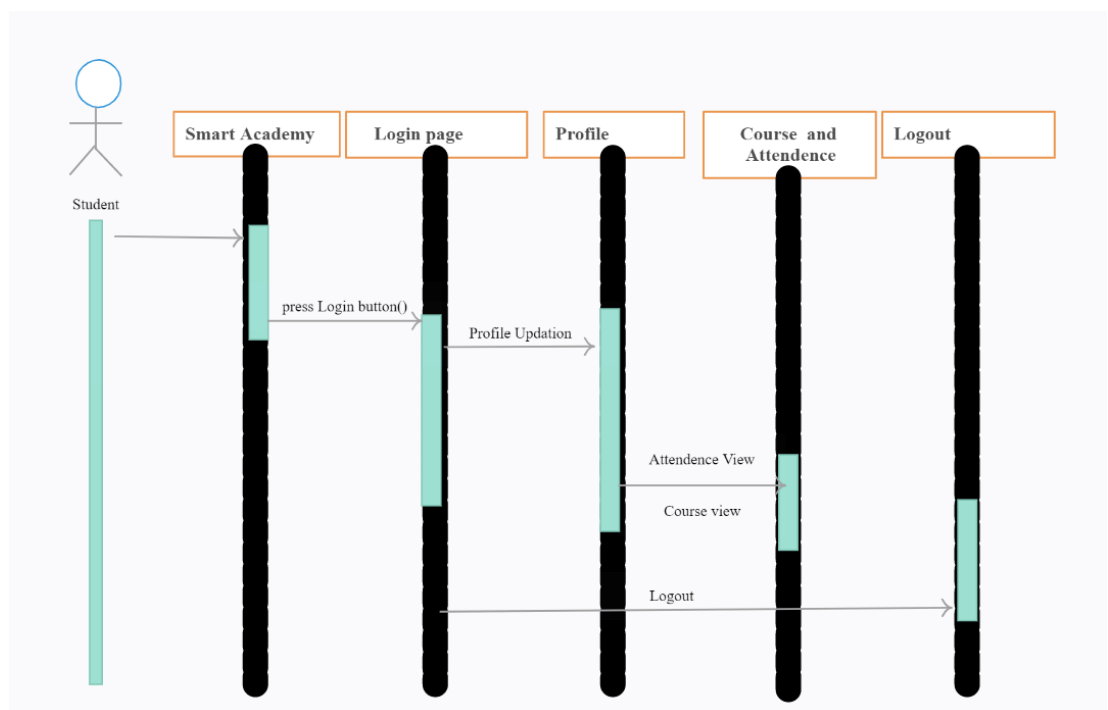 Smart Academy
Login page
Profile
Course and
Attendence
Logout
Student
press Login button()
Profile Updation
Attendence View
Course view
Logout